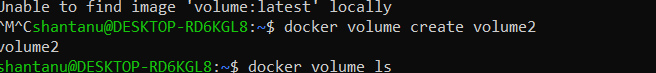 Unable to find image 'volume:latest' locally
^M^Cshantanu@DESKTOP-RD6KGL8:~$ docker volume create volume2
volume2
shantanu@DESKTOP-RD6KGL8:~$ docker volume ls